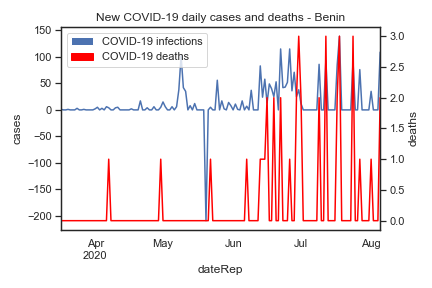 New COVID-19 daily cases and deaths - Benin
COVID-19 infections
COVID-19 deaths
150
100
50
0
−50
−100
−150
−200
cases
3.0
2.5
2.0
1.5
1.0
0.5
0.0
deaths
Apr
2020
May
Jun
Jul
Aug
dateRep